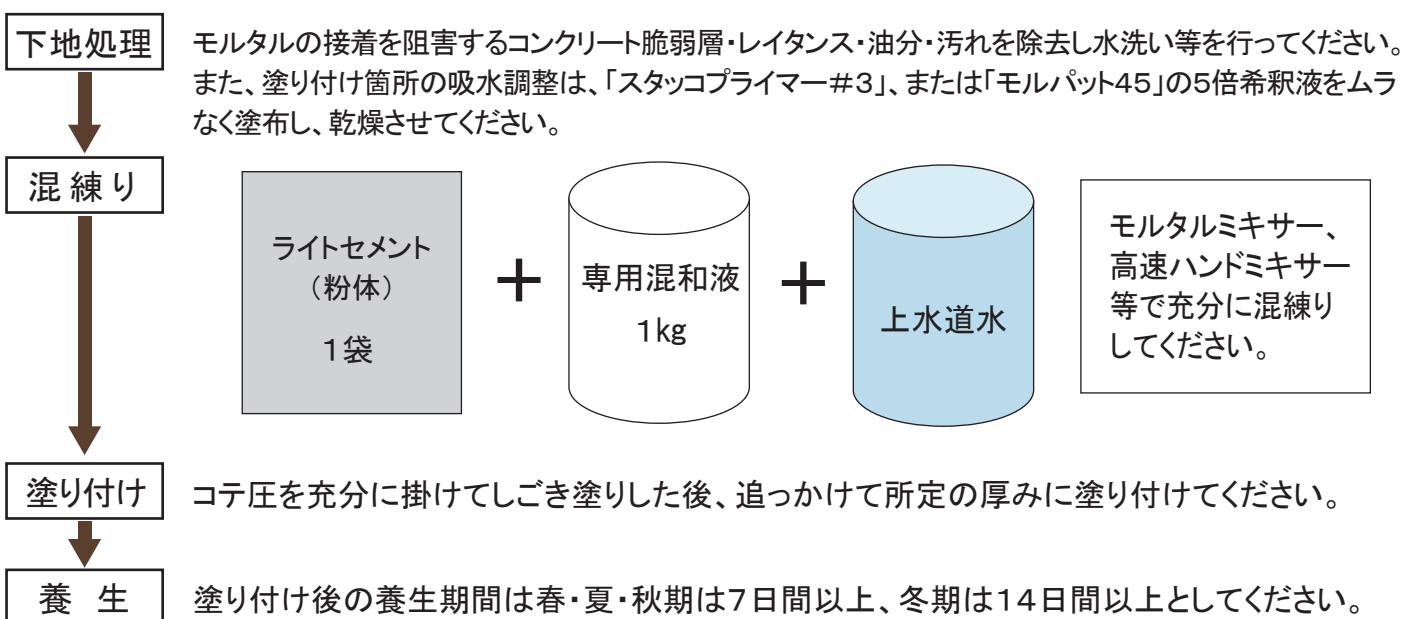 下地処理
モルタルの接着を阻害するコンクリート脆弱層・レイタンス・油分・汚れを除去し水洗い等を行ってください。
また、塗り付け箇所の吸水調整は、「スタッコプライマー#3」、または「モルパット45」の5倍希釈液をムラ
なく塗布し、乾燥させてください。
混練り
ライトセメント
（粉体）
1袋
＋
専用混和液
1kg
＋
上水道水
モルタルミキサー、
高速ハンドミキサー
等で充分に混練り
してください。
塗り付け
コテ圧を充分に掛けてしごき塗りした後、追っかけて所定の厚みに塗り付けてください。
養生
塗り付け後の養生期間は春・夏・秋期は7日間以上、冬期は14日間以上としてください。